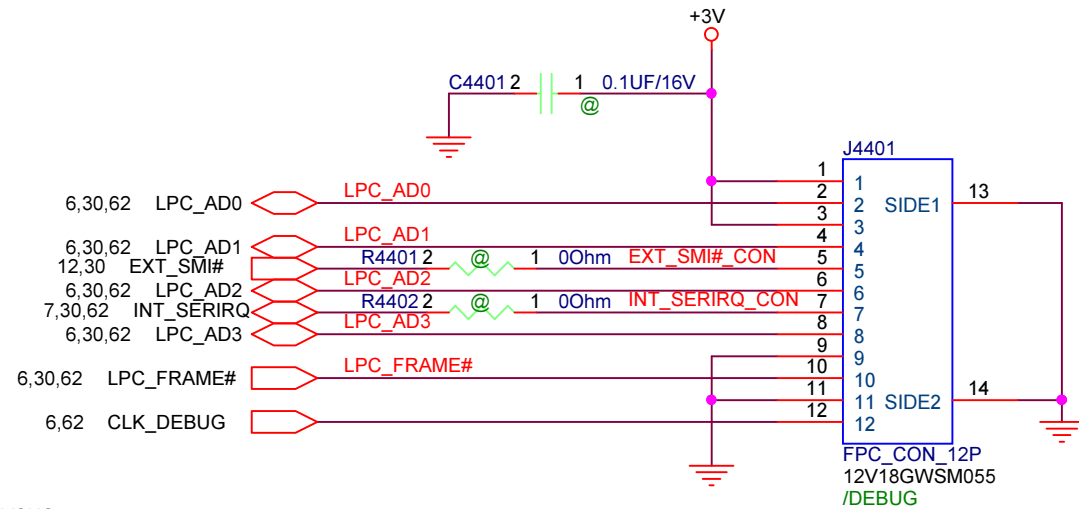 +3V
C4401 2 1 0.1UF/16V
@
J4401
1 1
6,30,62 LPC_AD0 LPC_AD0 2 2 SIDE1 13
3 3
6,30,62 LPC_AD1 LPC_AD1 4 4
12,30 EXT_SMI# R4401 2 @ 1 0Ohm EXT_SMI#_CON 5 5
6,30,62 LPC_AD2 LPC_AD2 6 6
7,30,62 INT_SERIRQ R4402 2 @ 1 0Ohm INT_SERIRQ_CON 7 7
6,30,62 LPC_AD3 LPC_AD3 8 8
9 9
6,30,62 LPC_FRAME# LPC_FRAME# 10 10
11 11 SIDE2 14
6,62 CLK_DEBUG 12 12
FPC_CON_12P
12V18GWSM055
/DEBUG